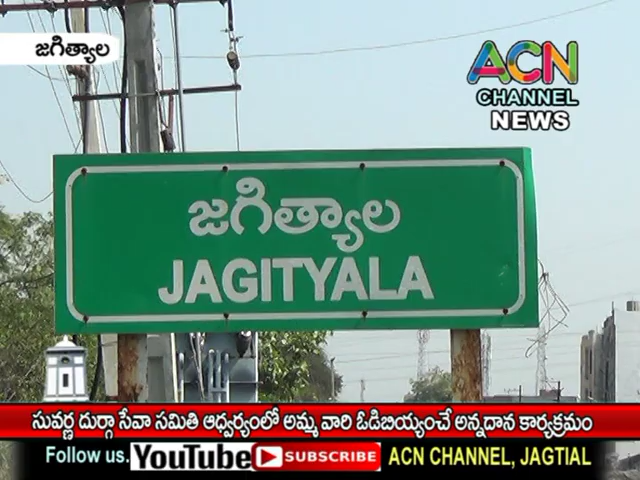 జగిత్యాల
ACN
CHANNEL
NEWS
జగిత్యాల
JAGITYALA
సువర్ణ దుర్గా సేవా సమితి ఆధ్వర్యంలో అమ్మ వారి ఓడిబియ్యంచే అన్నదాన కార్యక్రమం
Follow us. YouTube SUBSCRIBE ACN CHANNEL, JAGTIAL